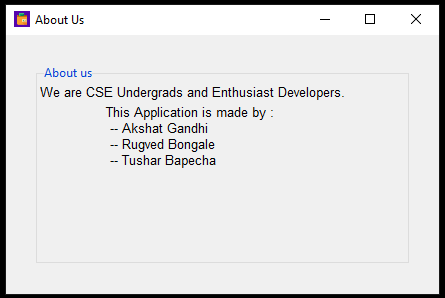 About Us
About us
We are CSE Undergrads and Enthusiast Developers.
This Application is made by :
-- Akshat Gandhi
-- Rugved Bongale
-- Tushar Bapecha